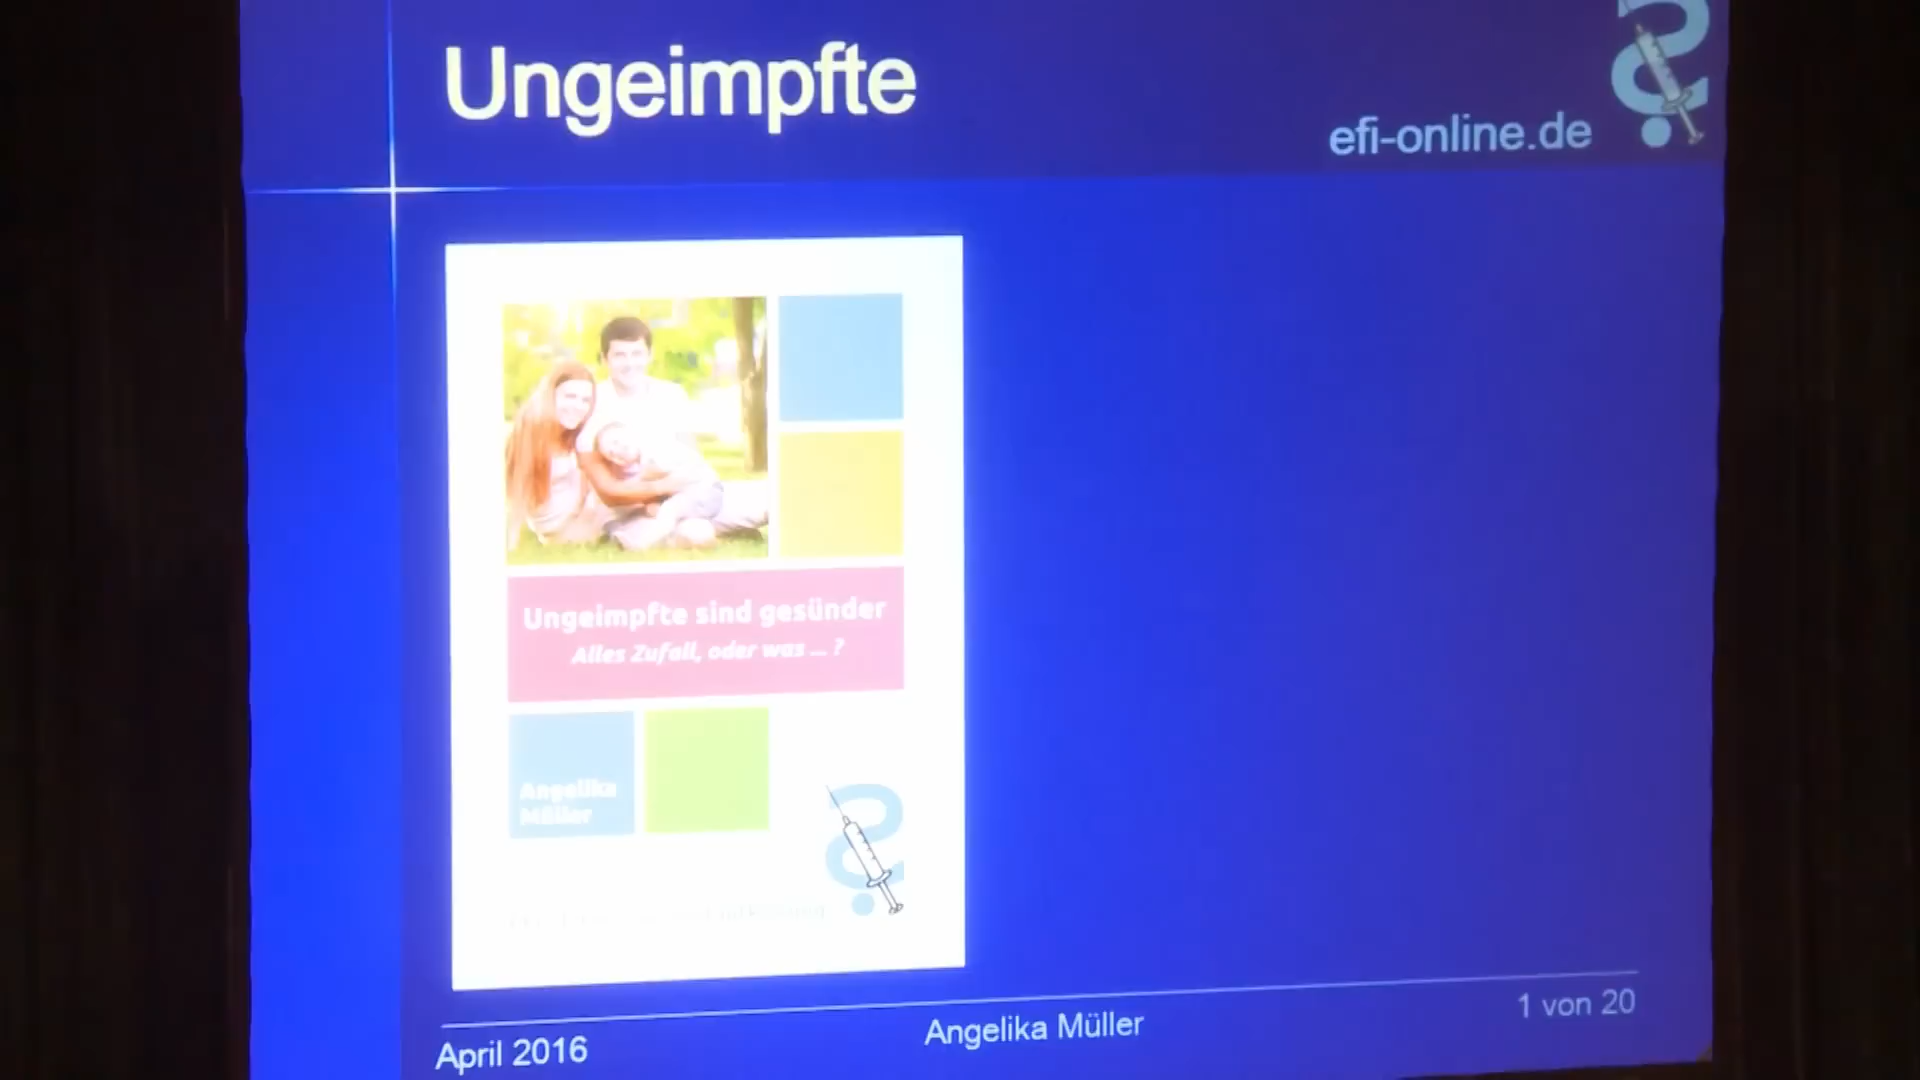 Ungeimpfte
efi-online.de
Ungeimpfte sind gesünder
Alles Zufall, oder was ... ?
Angelika
Müller
April 2016
Angelika Müller
1 von 20